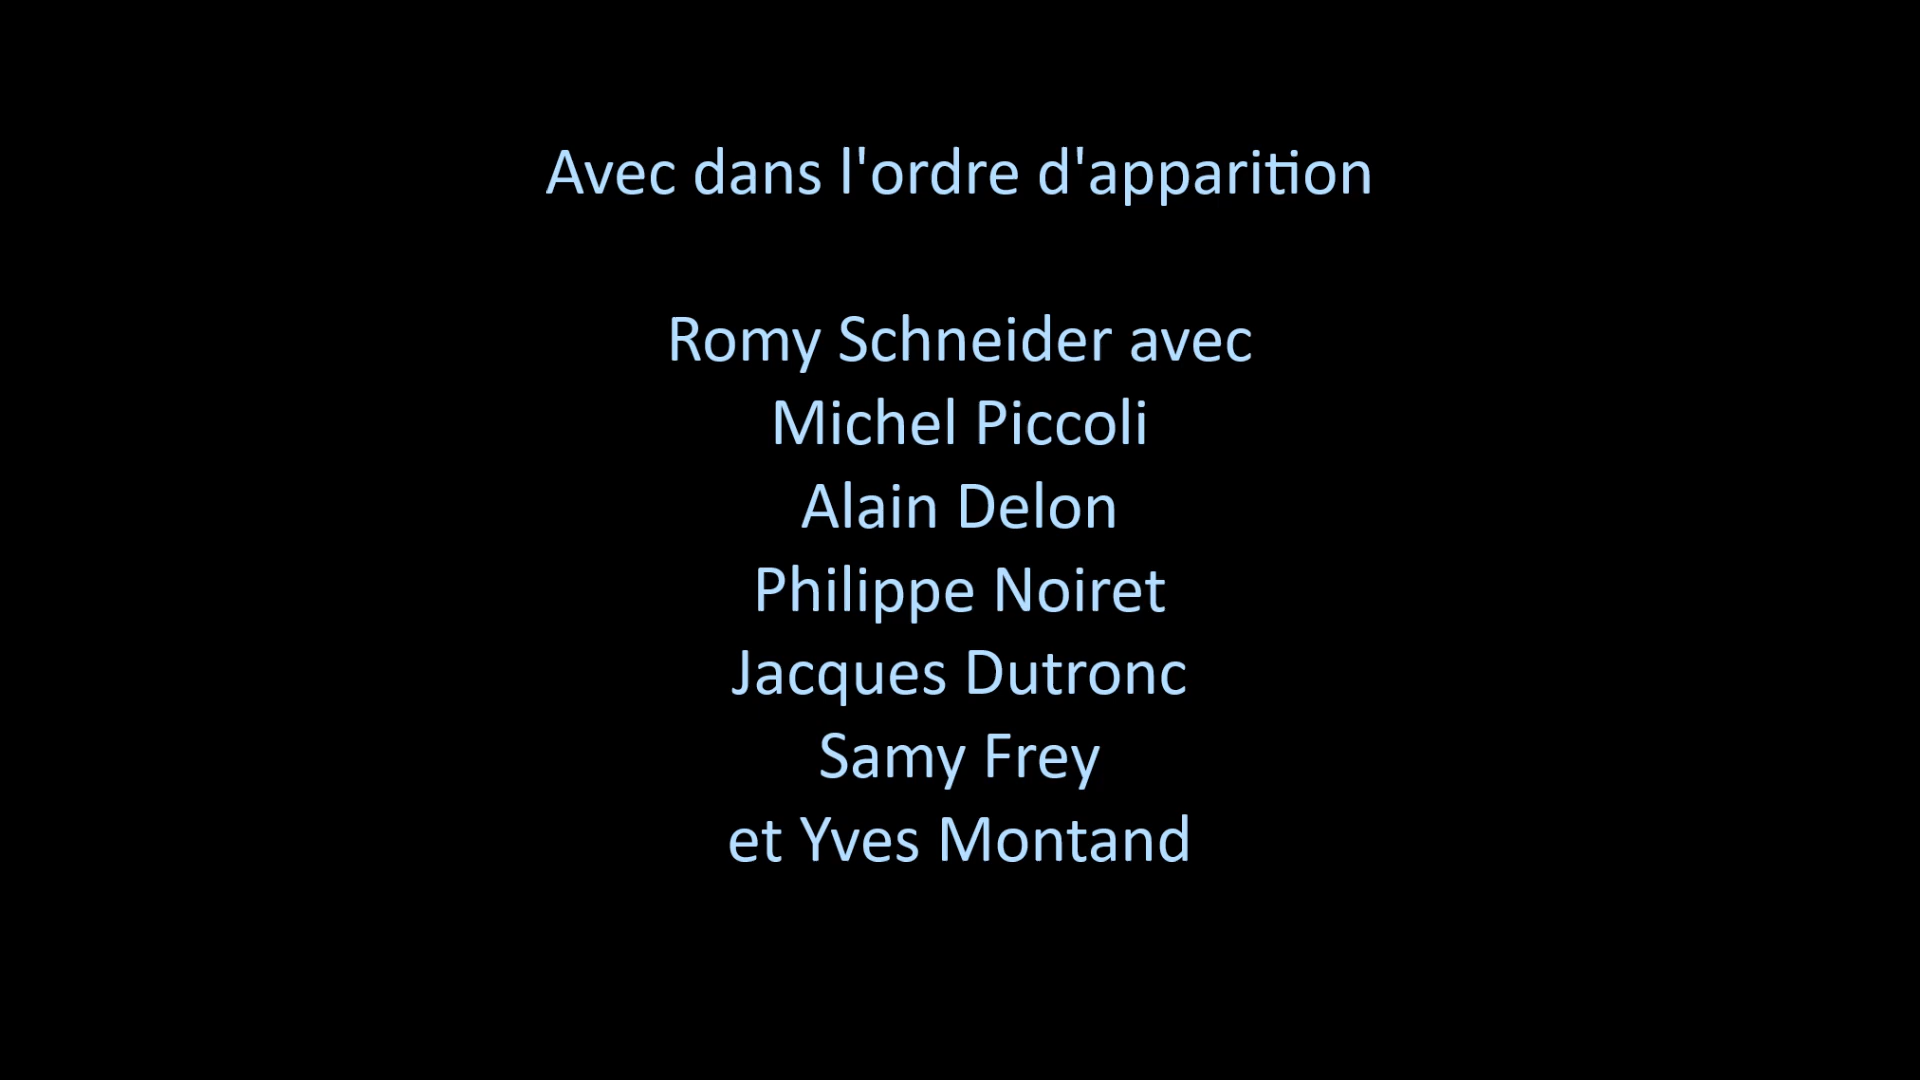 Avec dans l'ordre d'apparition
Romy Schneider avec
Michel Piccoli
Alain Delon
Philippe Noiret
Jacques Dutronc
Samy Frey
et Yves Montand